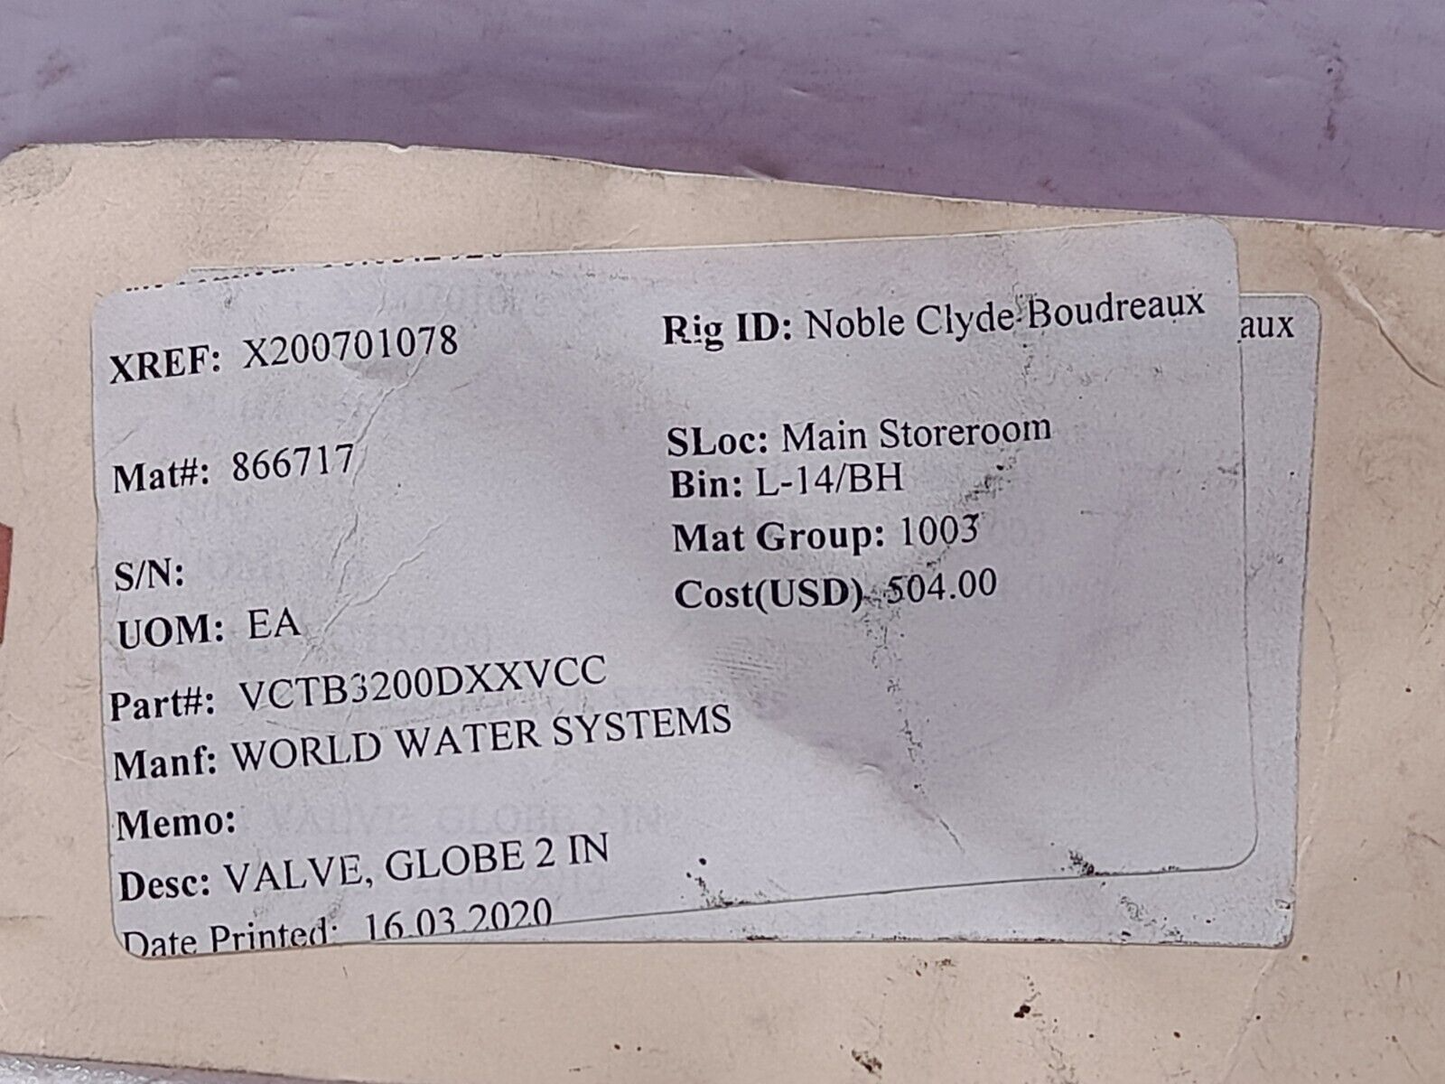 XREF: X200701078
Rig ID: Noble Clyde Boudreaux
aux
Mat#: 866717
SLoc: Main Storeroom
Bin: L-14/BH
Mat Group: 1003
S/N:
Cost(USD) 504.00
UOM: EA
Part#: VCTB3200DXXVCC
Manf: WORLD WATER SYSTEMS
Memo:
Desc: VALVE, GLOBE 2 IN
Date Printed: 16.03.2020